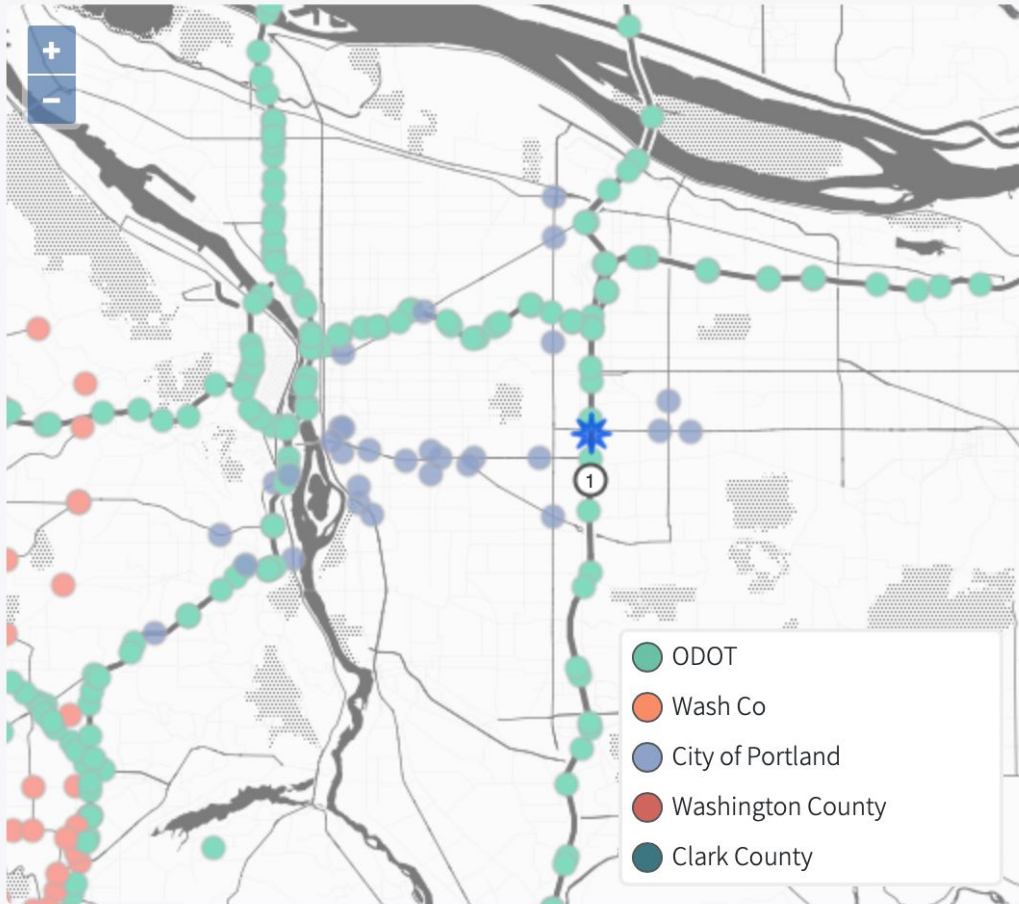 +
−
1
ODOT
Wash Co
City of Portland
Washington County
Clark County